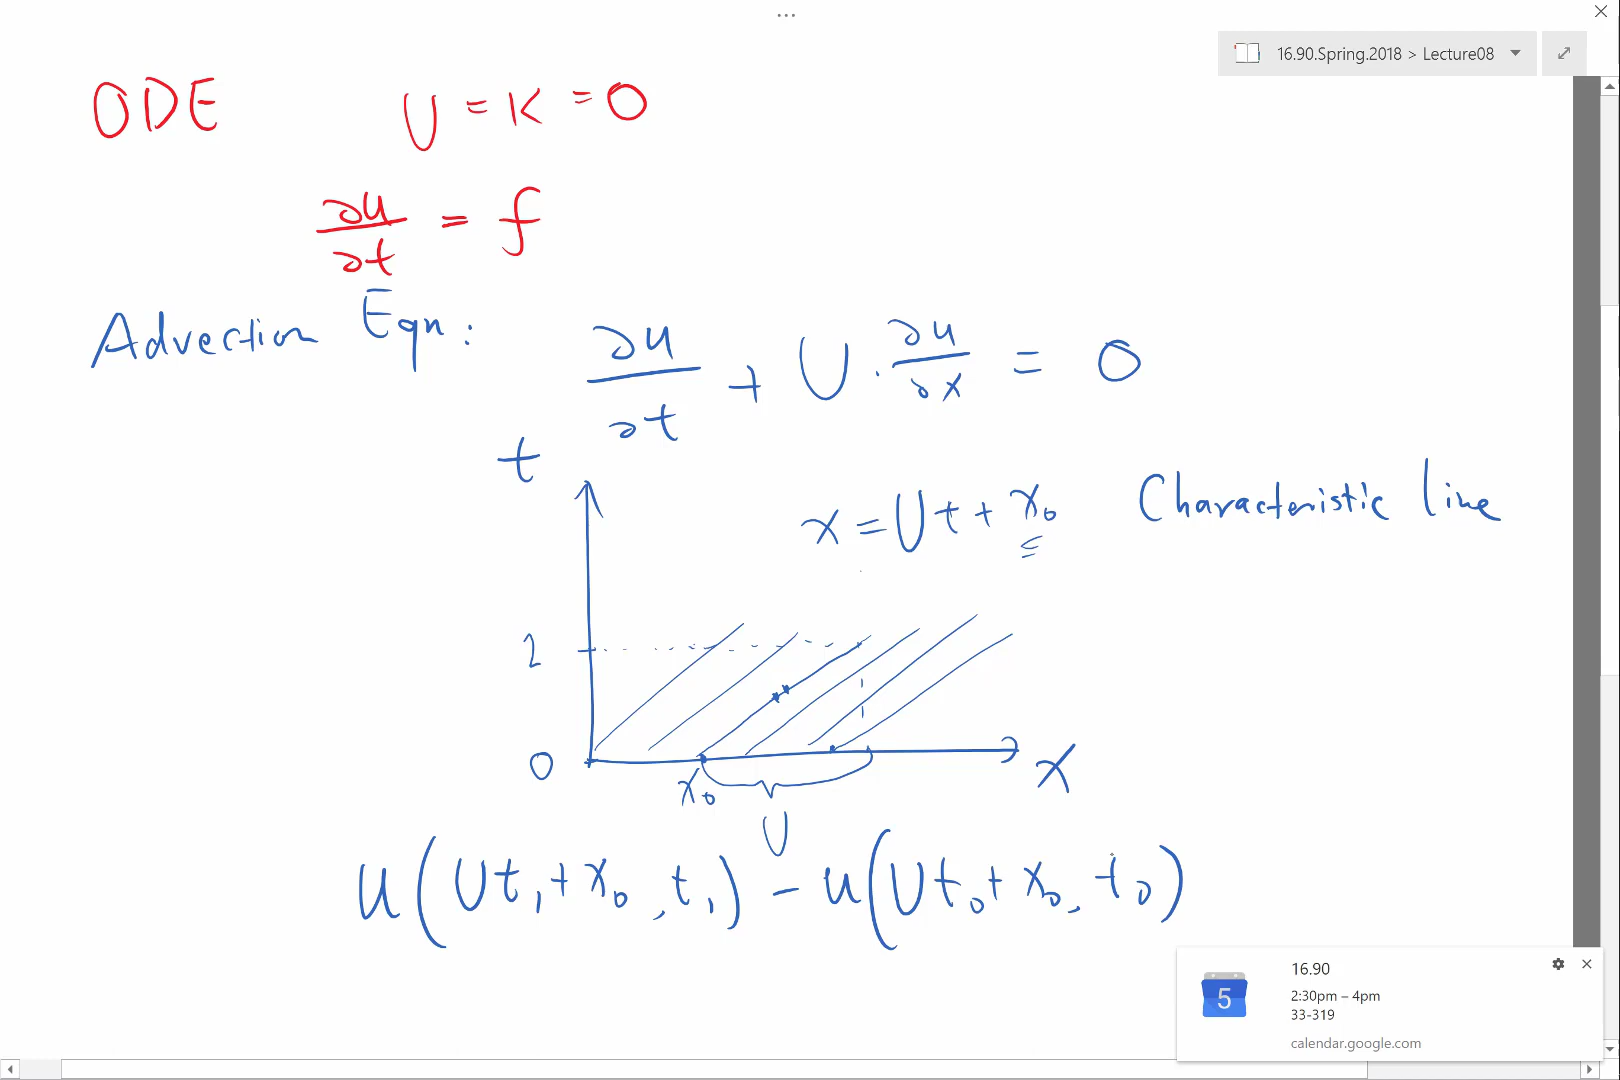 ...
16.90.Spring.2018 > Lecture08
ODE U = K = 0
∂u/∂t = f
Advection Eqn: ∂u/∂t + U · ∂u/∂x = 0
t
x = Ut + x₀ Characteristic line
2
0
x
x₀
U
u(Ut₁ + x₀, t₁) − u(Ut₀ + x₀, t₀)
5
16.90
2:30pm – 4pm
33-319
calendar.google.com